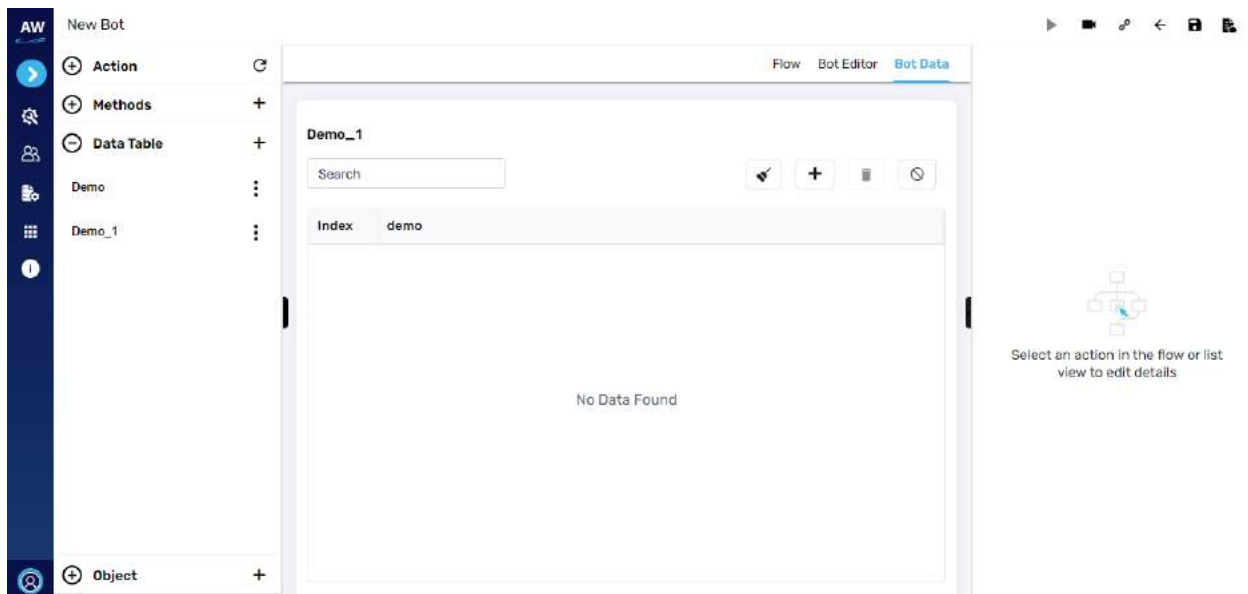 AW
New Bot
Action
Methods
Data Table
Demo
Demo_1
Object
Flow Bot Editor Bot Data
Demo_1
Search
Index demo
No Data Found
Select an action in the flow or list
view to edit details